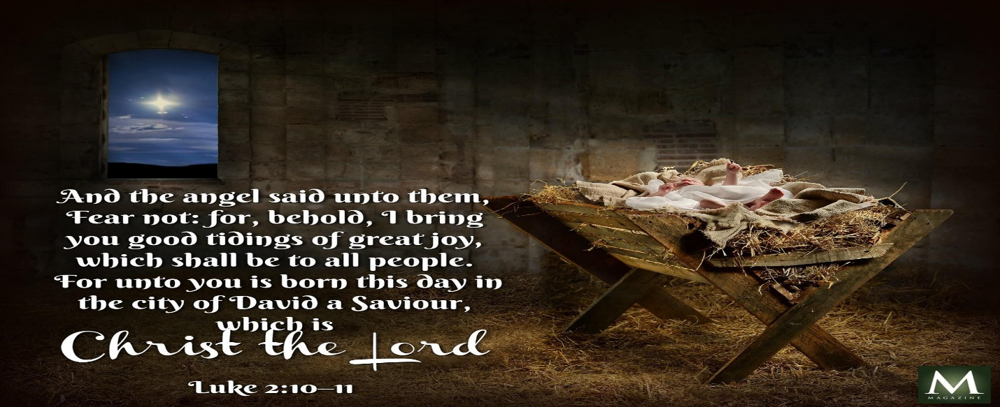 And the angel said unto them,
Fear not: for, behold, I bring
you good tidings of great joy,
which shall be to all people.
For unto you is born this day in
the city of David a Saviour,
which is
Christ the Lord
Luke 2:10–11
M
MAGAZINE